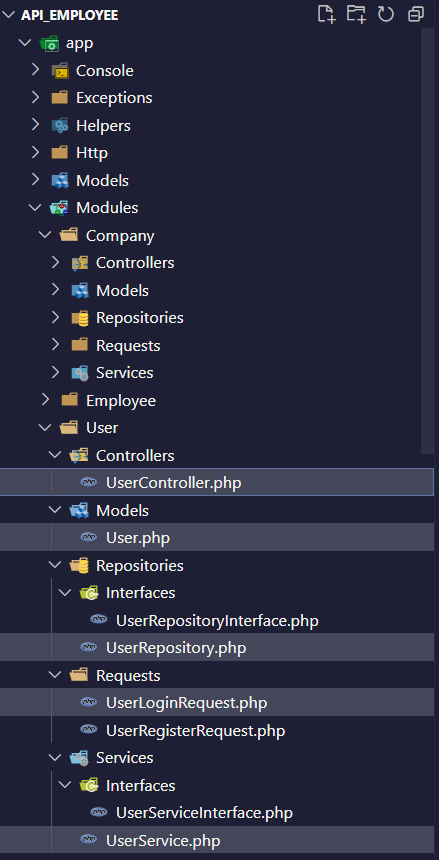 API_EMPLOYEE
app
Console
Exceptions
Helpers
Http
Models
Modules
Company
Controllers
Models
Repositories
Requests
Services
Employee
User
Controllers
UserController.php
Models
User.php
Repositories
Interfaces
UserRepositoryInterface.php
UserRepository.php
Requests
UserLoginRequest.php
UserRegisterRequest.php
Services
Interfaces
UserServiceInterface.php
UserService.php